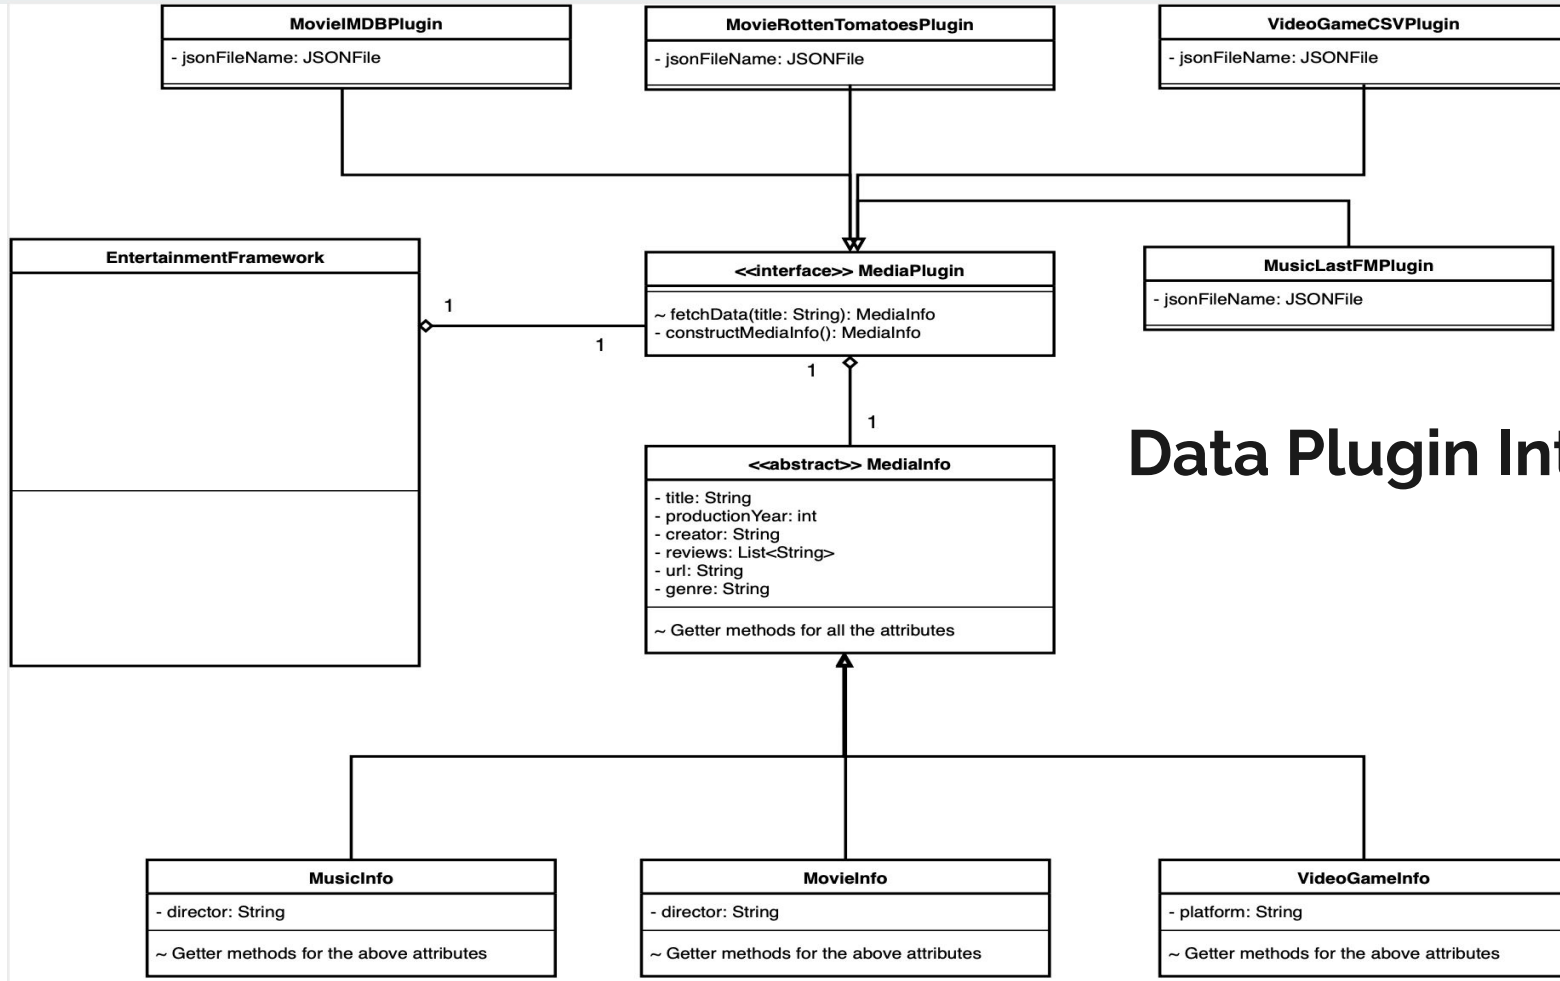 MovieIMDBPlugin
- jsonFileName: JSONFile
MovieRottenTomatoesPlugin
- jsonFileName: JSONFile
VideoGameCSVPlugin
- jsonFileName: JSONFile
EntertainmentFramework
1
1
<<interface>> MediaPlugin
~ fetchData(title: String): MediaInfo
- constructMediaInfo(): MediaInfo
MusicLastFMPlugin
- jsonFileName: JSONFile
1
1
Data Plugin Int
<<abstract>> MediaInfo
- title: String
- productionYear: int
- creator: String
- reviews: List<String>
- url: String
- genre: String
~ Getter methods for all the attributes
MusicInfo
- director: String
~ Getter methods for the above attributes
MovieInfo
- director: String
~ Getter methods for the above attributes
VideoGameInfo
- platform: String
~ Getter methods for the above attributes